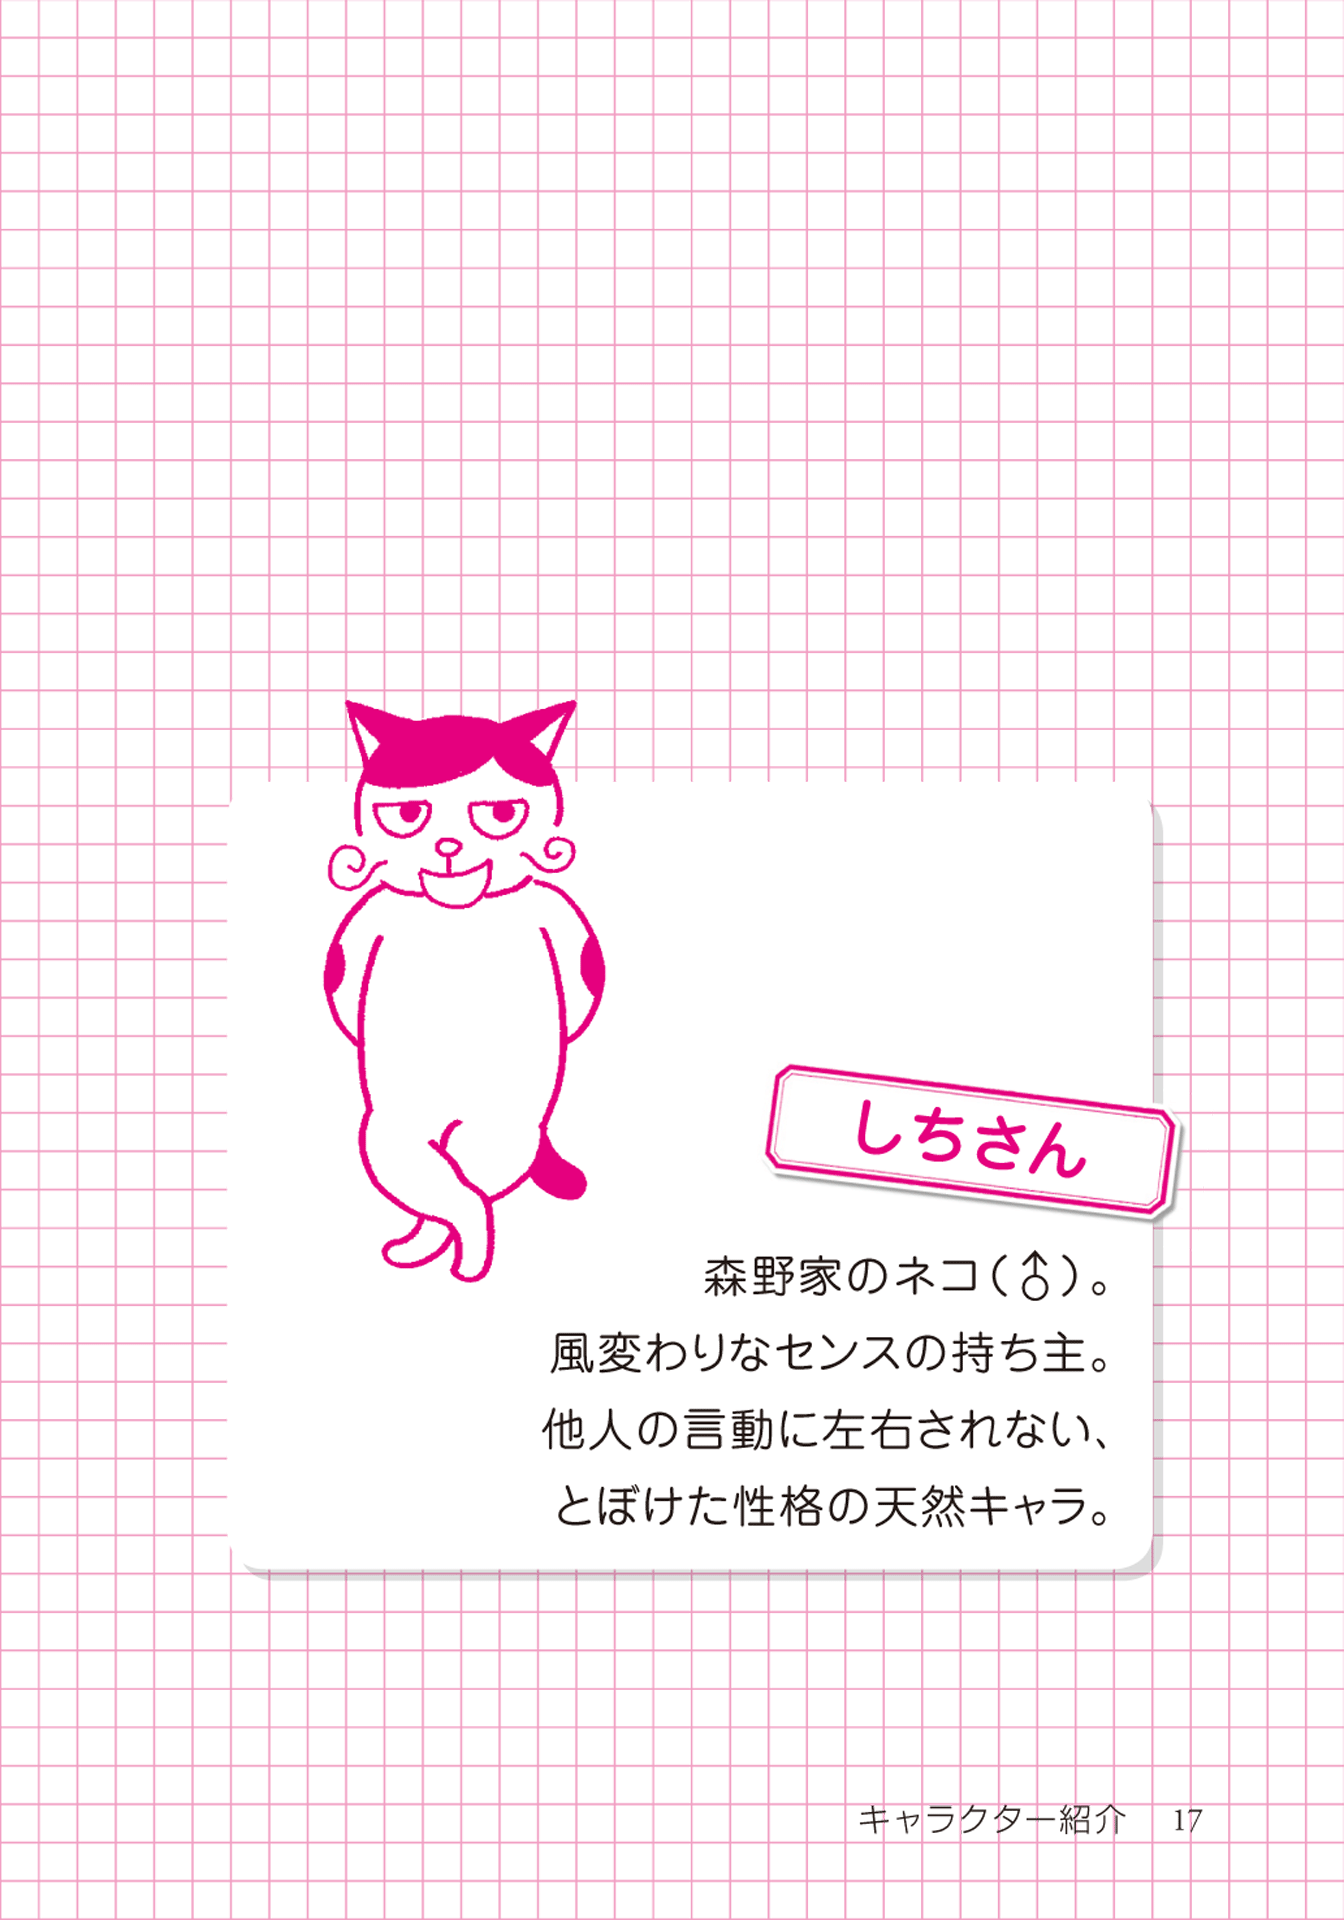 しちさん
森野家のネコ（♂）。
風変わりなセンスの持ち主。
他人の言動に左右されない、
とぼけた性格の天然キャラ。
キャラクター紹介 17